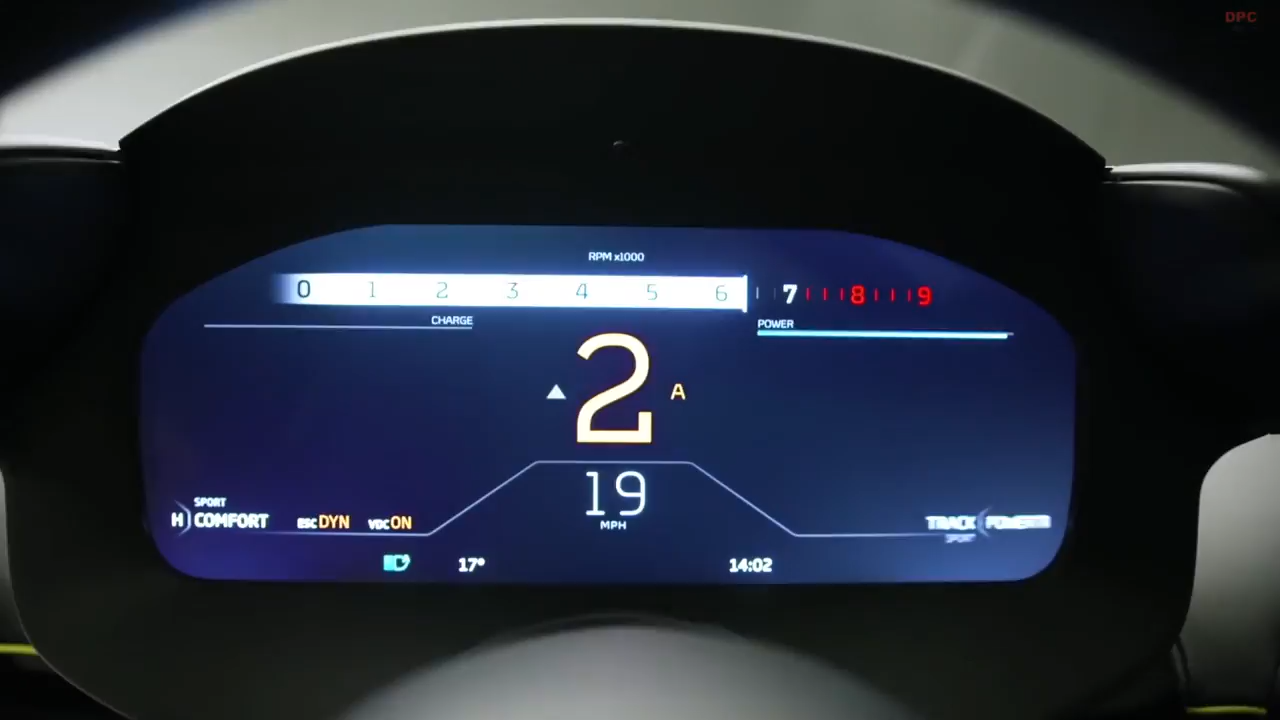 DPC
RPM x1000
0 1 2 3 4 5 6 7 8 9
CHARGE
POWER
2 A
19
MPH
SPORT
H COMFORT ESC DYN VDC ON
TRACK
SPORT
17° 14:02